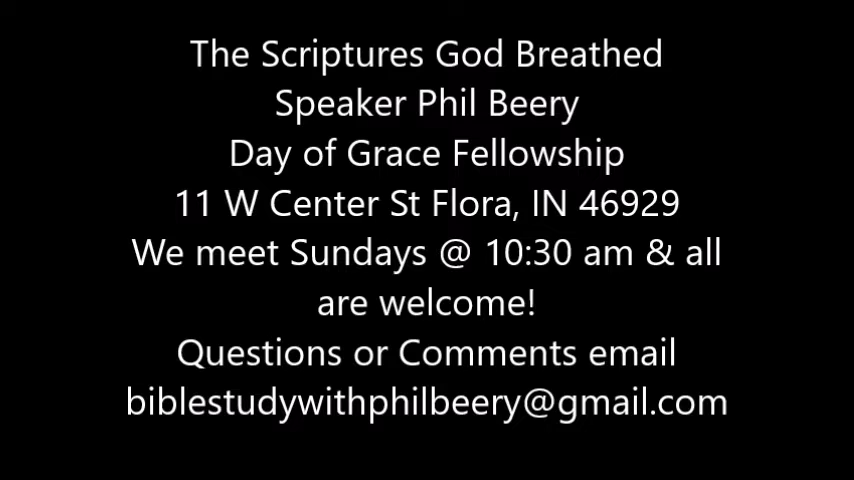 The Scriptures God Breathed
Speaker Phil Beery
Day of Grace Fellowship
11 W Center St Flora, IN 46929
We meet Sundays @ 10:30 am & all
are welcome!
Questions or Comments email
biblestudywithphilbeery@gmail.com